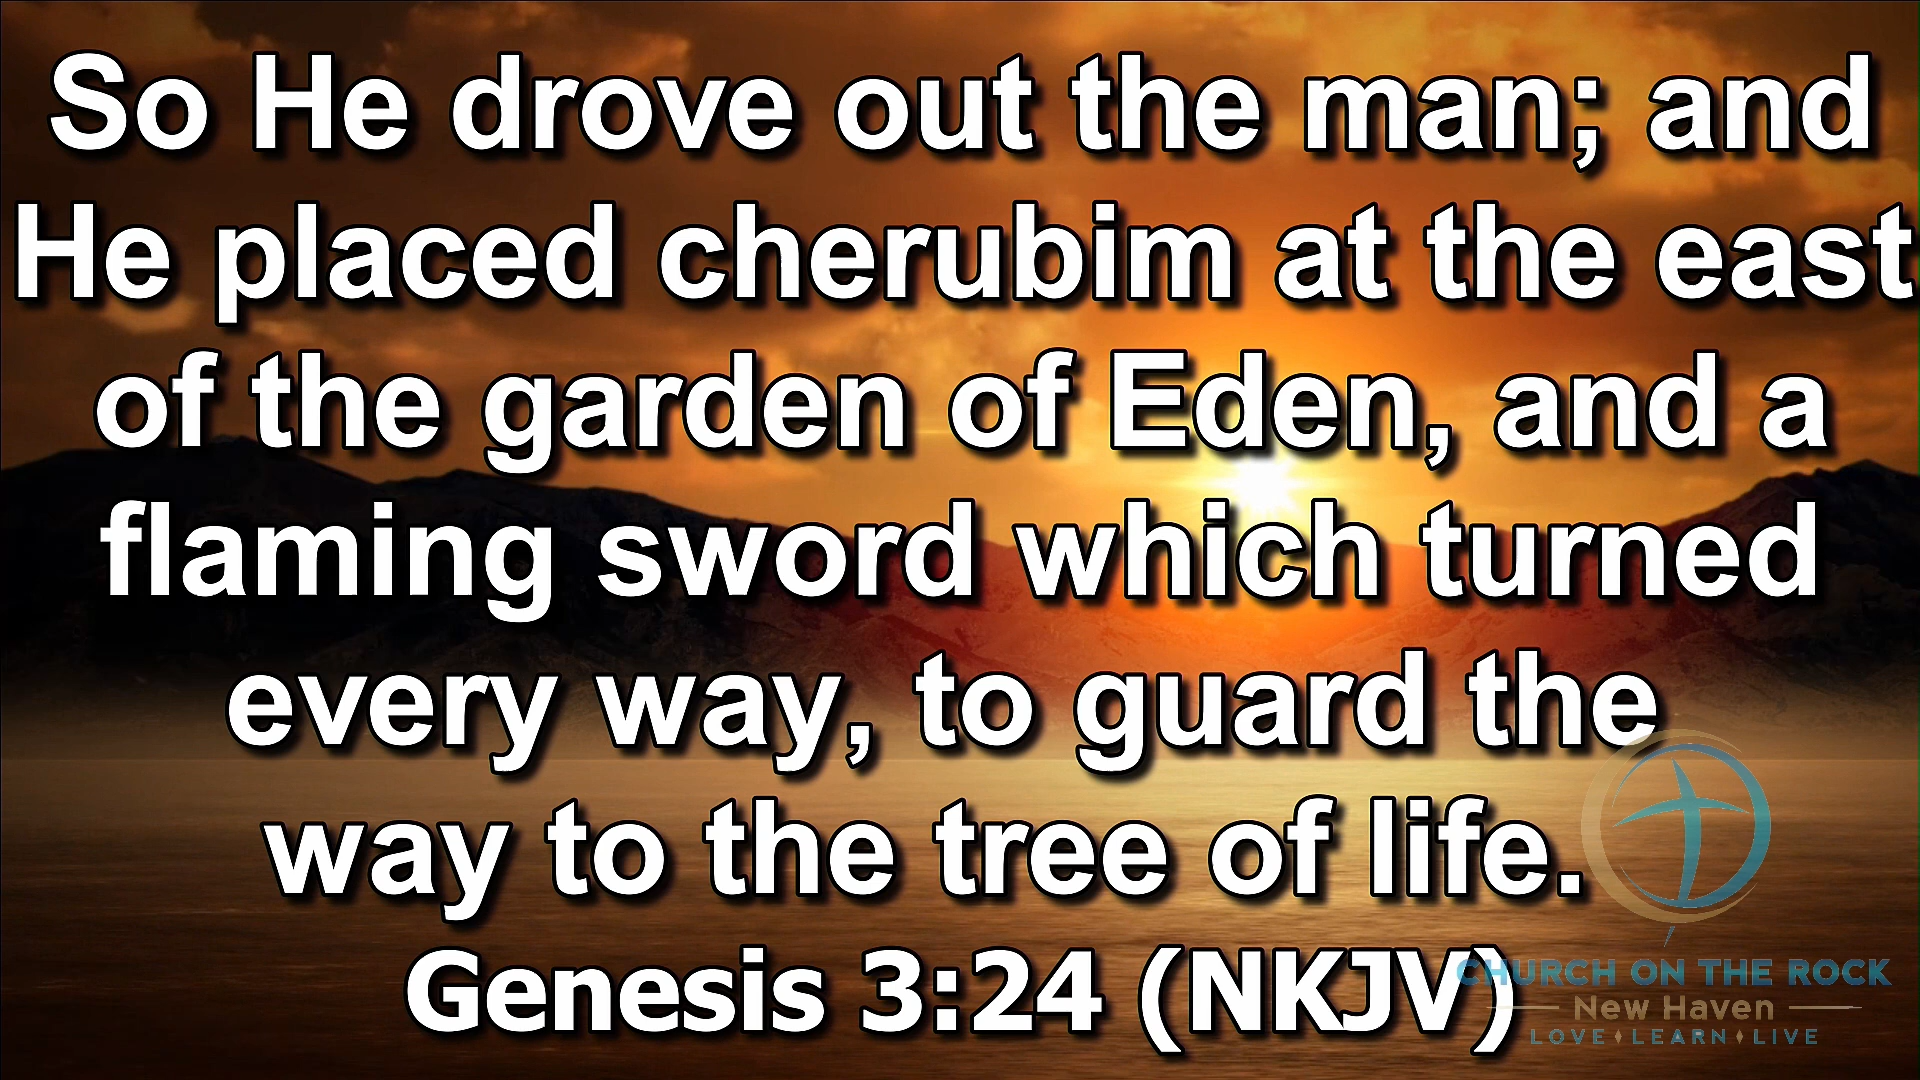 So He drove out the man; and
He placed cherubim at the east
of the garden of Eden, and a
flaming sword which turned
every way, to guard the
way to the tree of life.
Genesis 3:24 (NKJV)
CHURCH ON THE ROCK
New Haven
LOVE LEARN LIVE